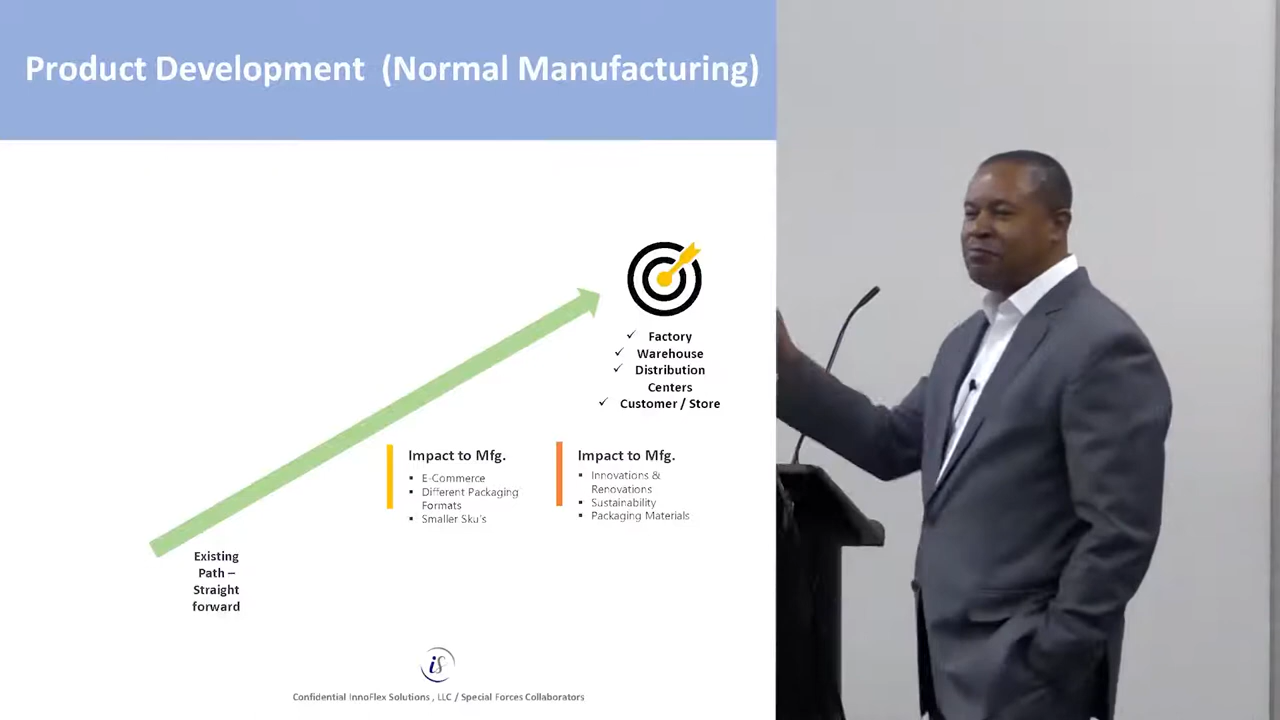 Product Development (Normal Manufacturing)
Factory
Warehouse
Distribution
Centers
Customer / Store
Impact to Mfg.
E-Commerce
Different Packaging
Formats
Smaller Sku's
Impact to Mfg.
Innovations &
Renovations
Sustainability
Packaging Materials
Existing
Path –
Straight
forward
iS
Confidential InnoFlex Solutions , LLC / Special Forces Collaborators